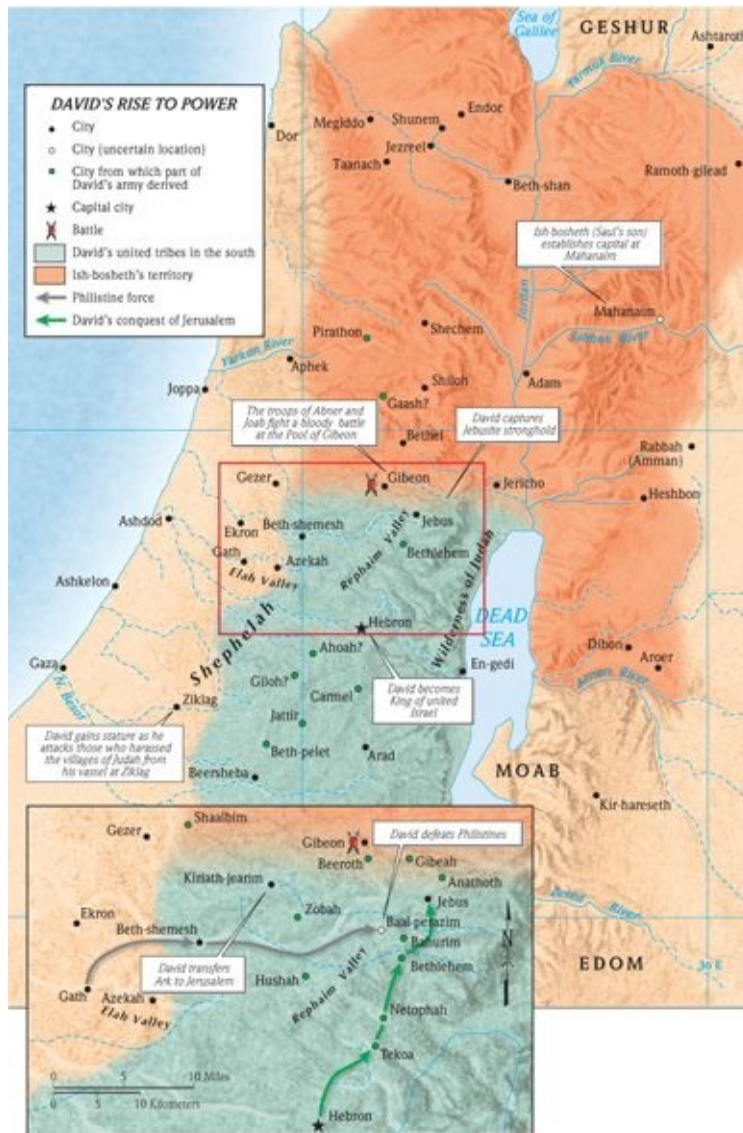 GESHUR
Sea of
Galilee
Ashtaroth
Yarmuk River
DAVID'S RISE TO POWER
City
City (uncertain location)
City from which part of
David's army derived
Capital city
Battle
David's united tribes in the south
Ish-bosheth's territory
Philistine force
David's conquest of Jerusalem
Dor
Megiddo
Shunem
Endor
Jezreel
Taanach
Beth-shan
Ramoth-gilead
Ish-bosheth (Saul's son)
establishes capital at
Mahanaim
Mahanaim
Jordan
Jabbok River
Pirathon
Shechem
Yarkon River
Aphek
Joppa
Shiloh
Adam
Gaash?
The troops of Abner and
Joab fight a bloody battle
at the Pool of Gibeon
David captures
Jebusite stronghold
Bethel
Rabbah
(Amman)
Gezer
Gibeon
Jericho
Heshbon
Ashdod
Ekron
Beth-shemesh
Jebus
Gath
Azekah
Rephaim Valley
Bethlehem
Elah Valley
Ashkelon
Wilderness of Judah
DEAD
SEA
Hebron
Shephelah
Ahoah?
Dibon
Aroer
Gaza
Giloh?
Carmel
En-gedi
Arnon River
N. Besor
Ziklag
David becomes
King of united
Israel
Jattir
David gains stature as he
attacks those who harassed
the villages of Judah from
his vassel at Ziklag
Beth-pelet
Arad
Beersheba
MOAB
Kir-hareseth
Shaalbim
Gezer
Gibeon
David defeats Philistines
Beeroth
Gibeah
Kiriath-jearim
Anathoth
Jebus
Zered River
Ekron
Zobah
Beth-shemesh
Baal-perazim
Bahurim
N
David transfers
Ark to Jerusalem
Hushah
Rephaim Valley
Bethlehem
EDOM
36 E
Gath
Azekah
Elah Valley
Netophah
Tekoa
0 5 10 Miles
0 5 10 Kilometers
Hebron